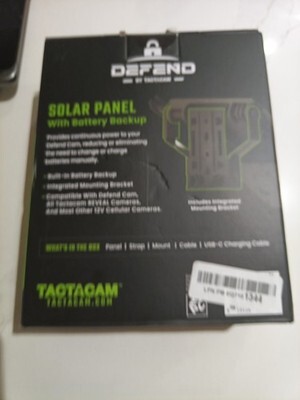 DEFEND
BY TACTACAM
SOLAR PANEL
With Battery Backup
Provides continuous power to your
Defend Cam, reducing or eliminating
the need to change or charge
batteries manually.
- Built-In Battery Backup
- Integrated Mounting Bracket
- Compatible With Defend Cam,
All Tactacam REVEAL Cameras,
And Most Other 12V Cellular Cameras.
Includes Integrated
Mounting Bracket
WHAT'S IN THE BOX Panel | Strap | Mount | Cable | USB-C Charging Cable
TACTACAM
TACTACAM.COM
1344